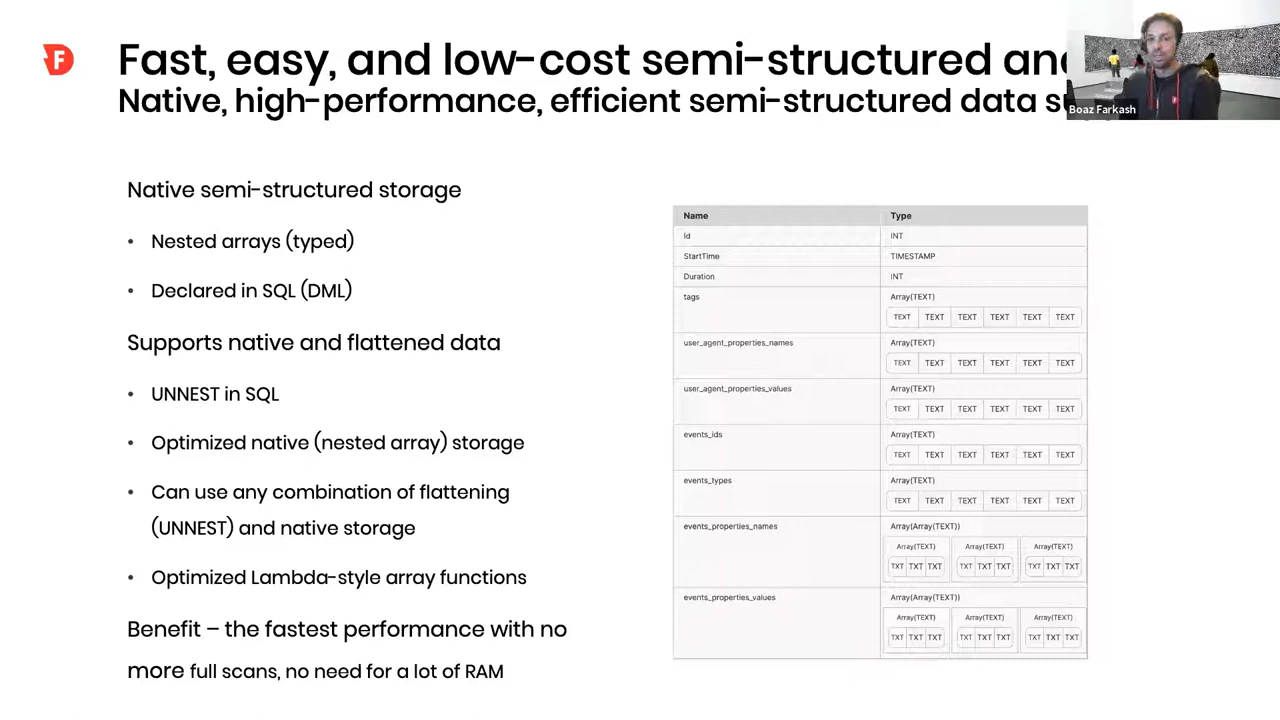 F
Fast, easy, and low-cost semi-structured
Native, high-performance, efficient semi-structured data
Boaz Farkash
Native semi-structured storage
• Nested arrays (typed)
• Declared in SQL (DML)
Supports native and flattened data
• UNNEST in SQL
• Optimized native (nested array) storage
• Can use any combination of flattening
(UNNEST) and native storage
• Optimized Lambda-style array functions
Benefit – the fastest performance with no
more full scans, no need for a lot of RAM
Name Type
Id INT
StartTime TIMESTAMP
Duration INT
tags Array(TEXT)
TEXT TEXT TEXT TEXT TEXT TEXT
user_agent_properties_names Array(TEXT)
TEXT TEXT TEXT TEXT TEXT TEXT
user_agent_properties_values Array(TEXT)
TEXT TEXT TEXT TEXT TEXT TEXT
events_ids Array(TEXT)
TEXT TEXT TEXT TEXT TEXT TEXT
events_types Array(TEXT)
TEXT TEXT TEXT TEXT TEXT TEXT
events_properties_names Array(Array(TEXT))
Array(TEXT) Array(TEXT) Array(TEXT)
TXT TXT TXT TXT TXT TXT TXT TXT TXT
events_properties_values Array(Array(TEXT))
Array(TEXT) Array(TEXT) Array(TEXT)
TXT TXT TXT TXT TXT TXT TXT TXT TXT